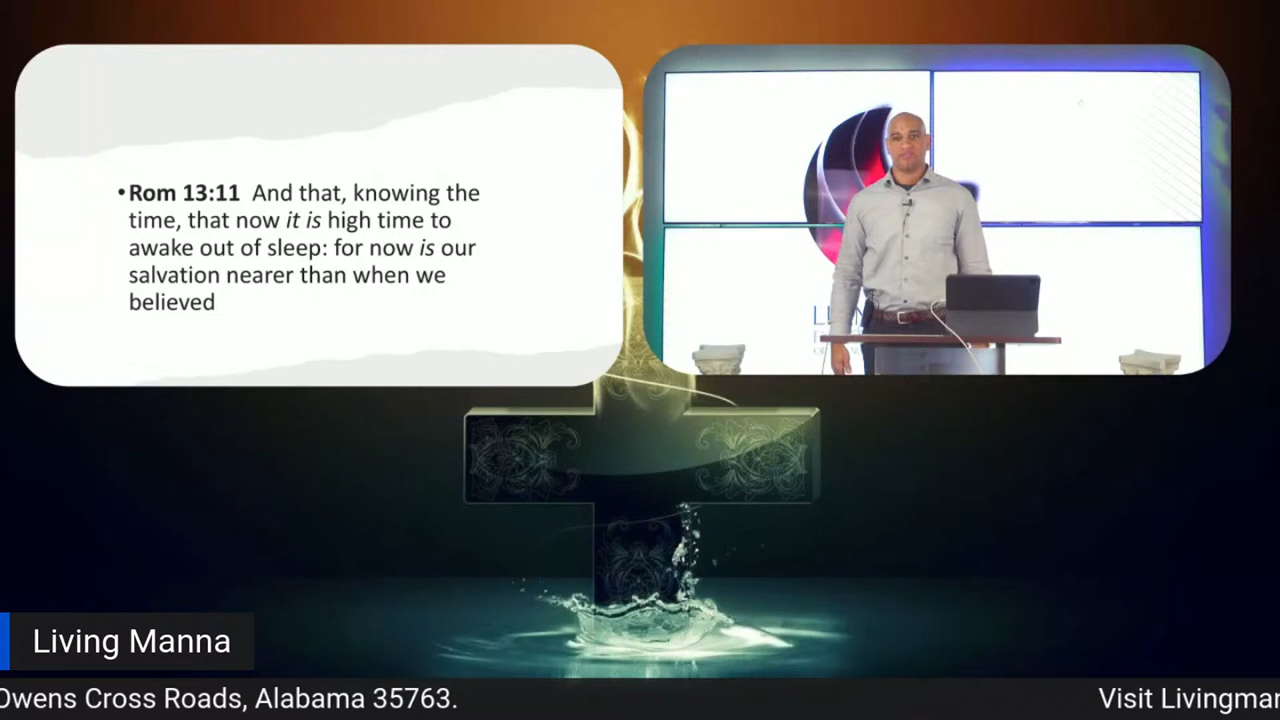 • Rom 13:11 And that, knowing the
time, that now it is high time to
awake out of sleep: for now is our
salvation nearer than when we
believed
Living Manna
Owens Cross Roads, Alabama 35763.
Visit Livingman